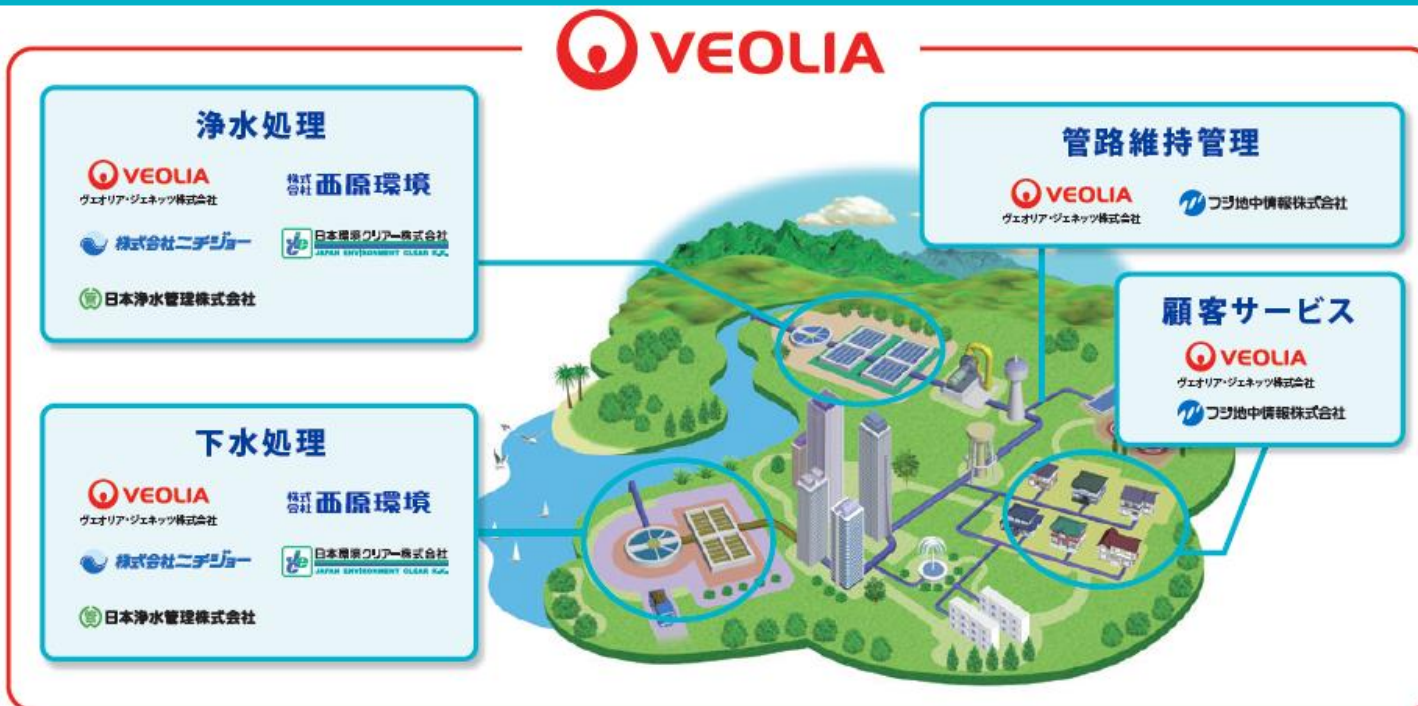 VEOLIA
浄水処理
VEOLIA
ヴェオリア・ジェネッツ株式会社
株式会社 西原環境
株式会社ニチジョー
日本環境クリアー株式会社
JAPAN ENVIRONMENT CLEAR K.K.
日本浄水管理株式会社
下水処理
VEOLIA
ヴェオリア・ジェネッツ株式会社
株式会社 西原環境
株式会社ニチジョー
日本環境クリアー株式会社
JAPAN ENVIRONMENT CLEAR K.K.
日本浄水管理株式会社
管路維持管理
VEOLIA
ヴェオリア・ジェネッツ株式会社
フジ地中情報株式会社
顧客サービス
VEOLIA
ヴェオリア・ジェネッツ株式会社
フジ地中情報株式会社